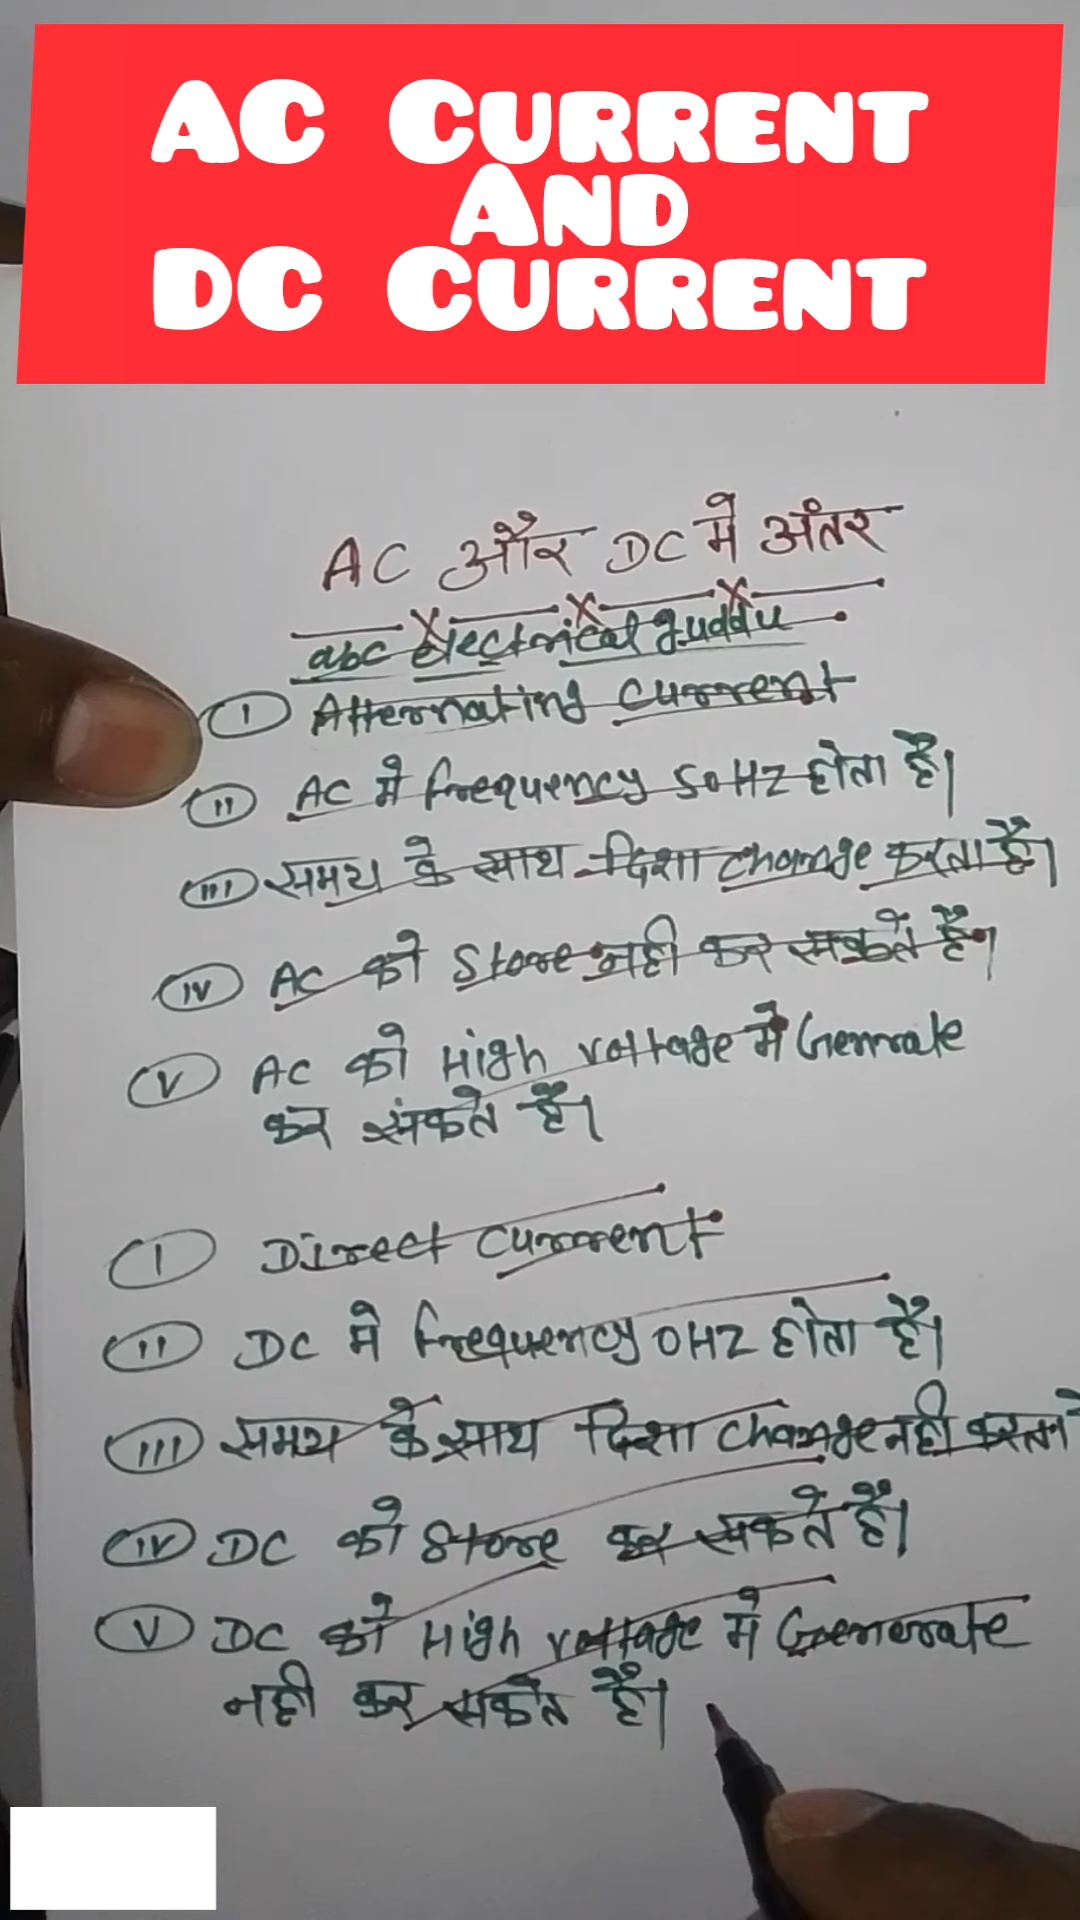 AC CURRENT
AND
DC CURRENT
AC और DC मे अंतर
abc electrical guddu
I Alternating Current
II AC मे frequency 50HZ होता है।
III समय के साथ दिशा change करता है।
IV AC को Store नही कर सकते है।
V AC को High voltage मे Genrate
कर सकते है।
I Direct Current
II DC मे frequency 0HZ होता है।
III समय के साथ दिशा change नही करता
IV DC को Store कर सकते है।
V DC को High voltage मे Generate
नही कर सकते है।